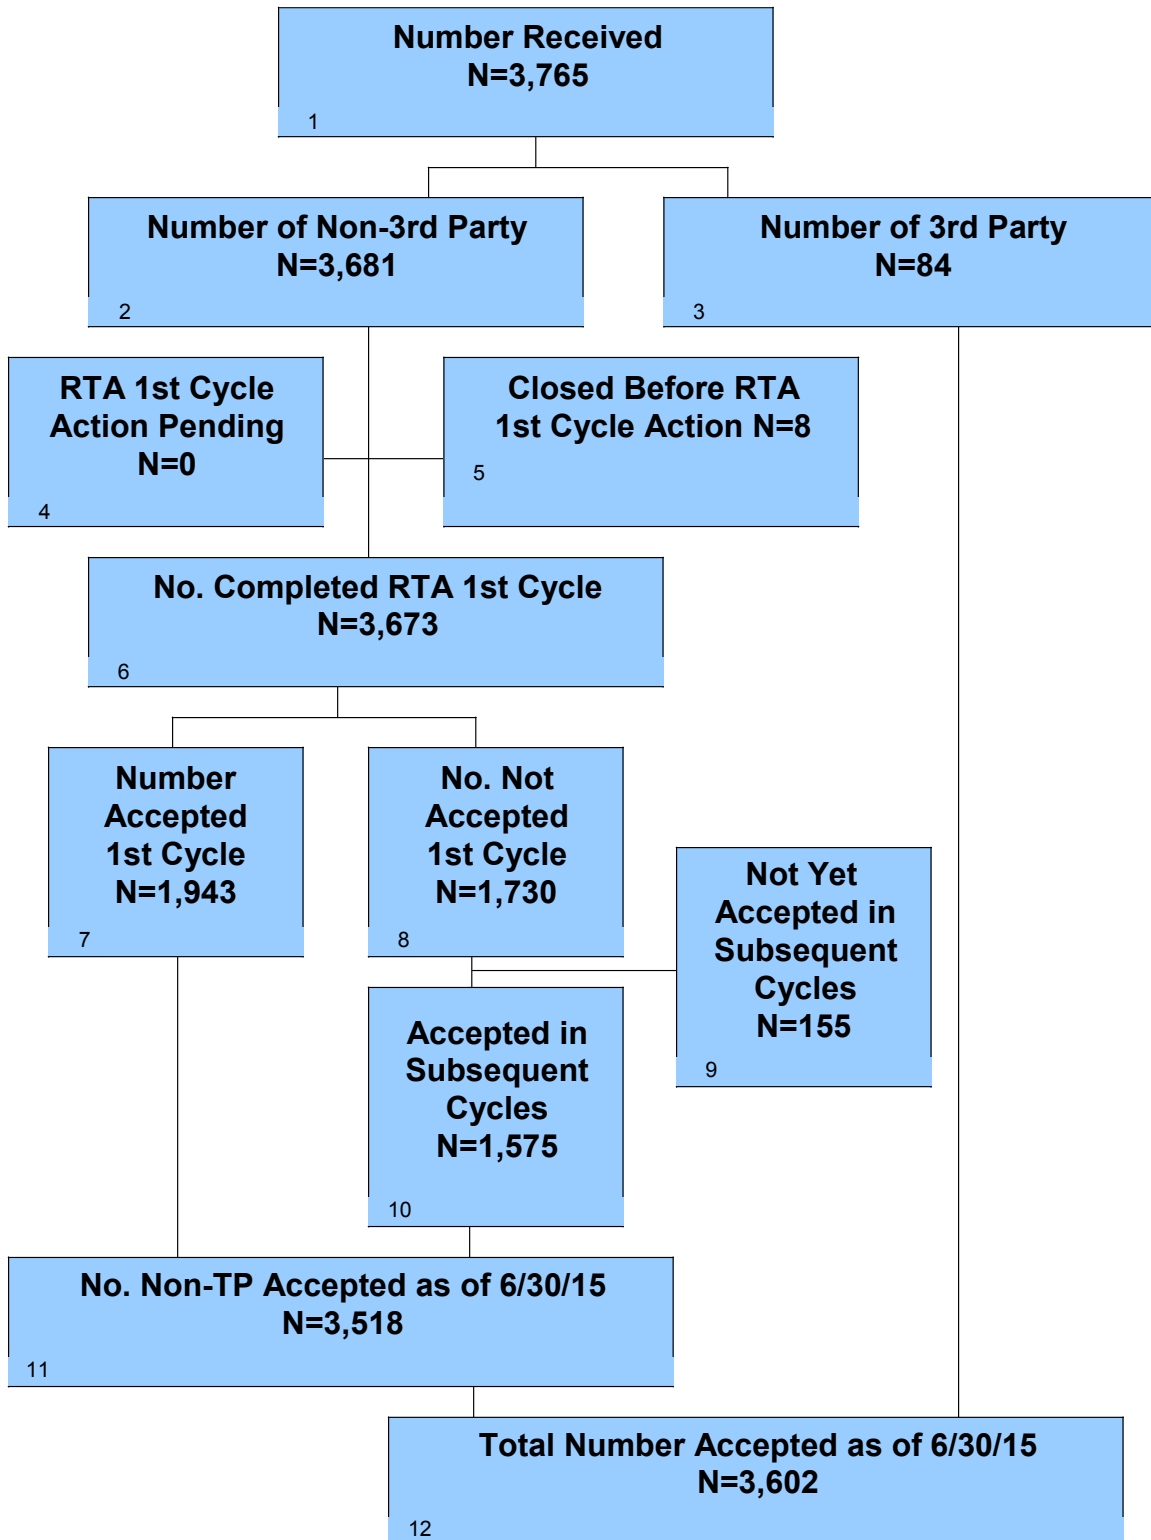 Number Received
N=3,765
1
Number of Non-3rd Party
N=3,681
2
Number of 3rd Party
N=84
3
RTA 1st Cycle
Action Pending
N=0
4
Closed Before RTA
1st Cycle Action N=8
5
No. Completed RTA 1st Cycle
N=3,673
6
Number
Accepted
1st Cycle
N=1,943
7
No. Not
Accepted
1st Cycle
N=1,730
8
Not Yet
Accepted in
Subsequent
Cycles
N=155
9
Accepted in
Subsequent
Cycles
N=1,575
10
No. Non-TP Accepted as of 6/30/15
N=3,518
11
Total Number Accepted as of 6/30/15
N=3,602
12